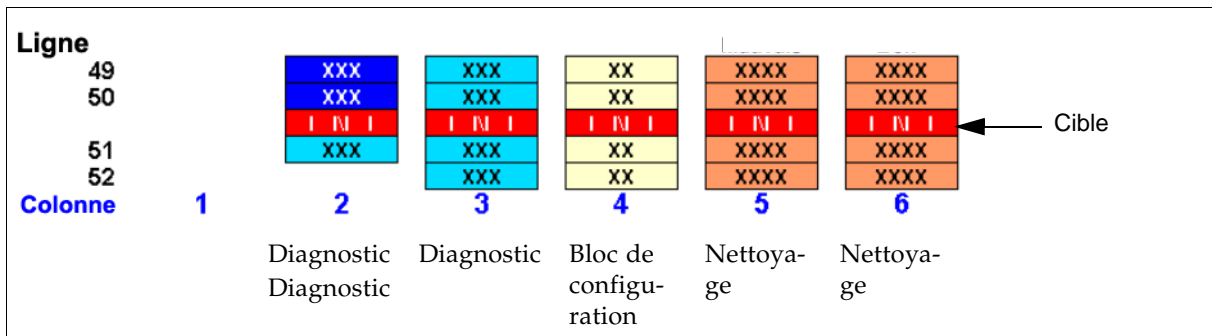 Ligne
49 XXX XXX XX XXXX XXXX
50 XXX XXX XX XXXX XXXX
I N I I N I I N I I N I I N I Cible
51 XXX XXX XX XXXX XXXX
52 XXX XX XXXX XXXX
Colonne 1 2 3 4 5 6
Diagnostic Diagnostic Bloc de Nettoya- Nettoya-
Diagnostic configu- ge ge
ration